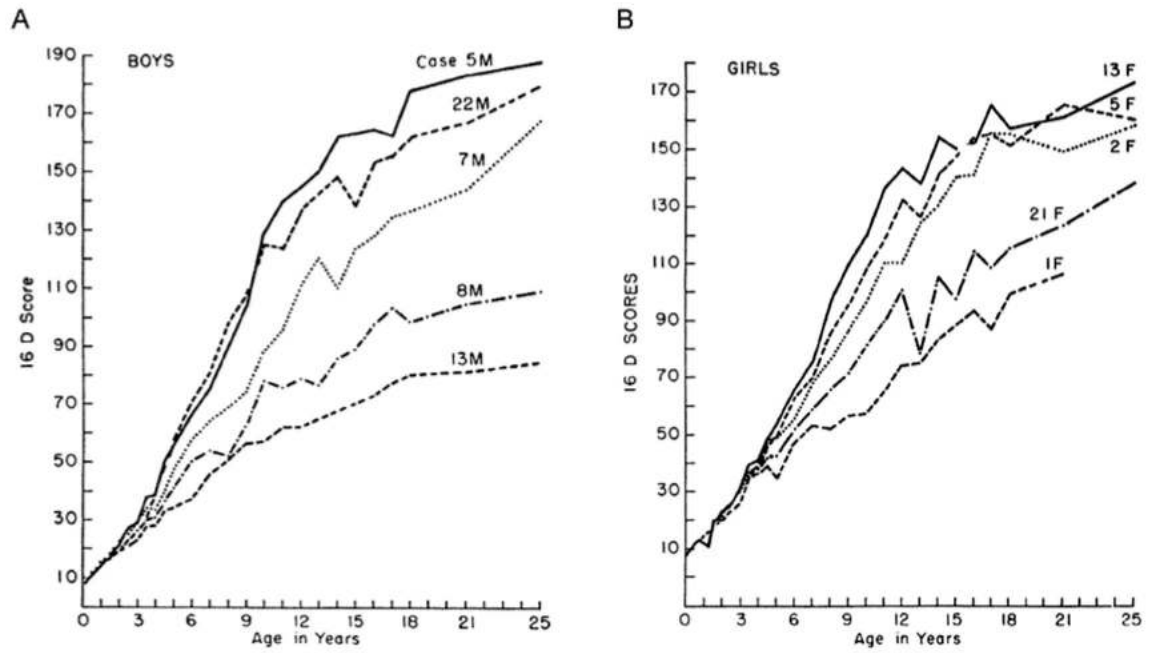 A
BOYS
190
170
150
130
110
90
70
50
30
10
16 D Score
Case 5M
22M
7M
8M
13M
0 3 6 9 12 15 18 21 25
Age in Years
B
GIRLS
170
150
130
110
90
70
50
30
10
16 D SCORES
13 F
5 F
2 F
21 F
1F
0 3 6 9 12 15 18 21 25
Age in Years